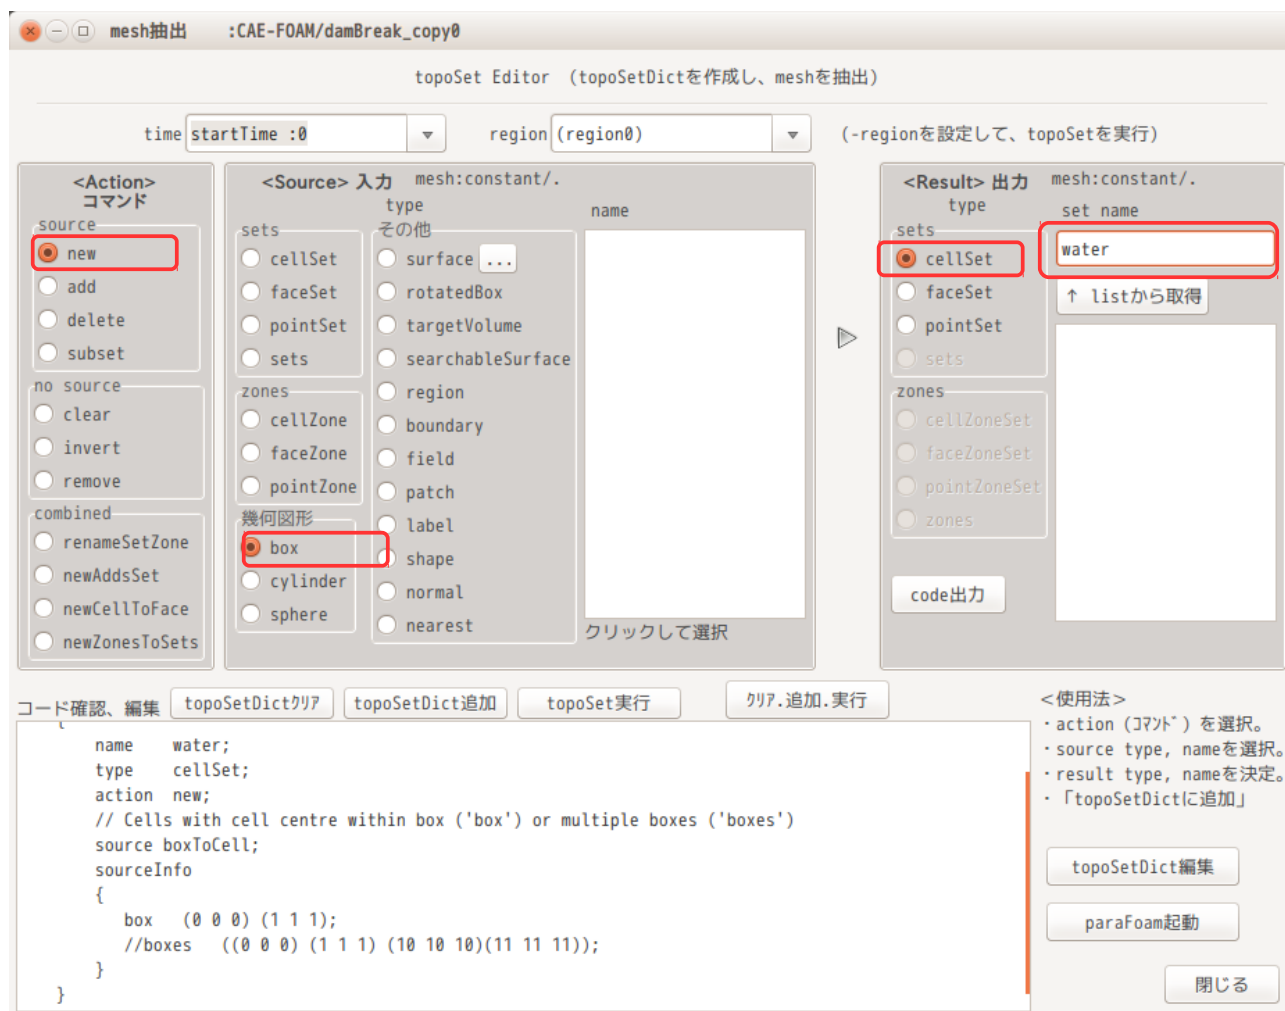 mesh抽出　　:CAE-FOAM/damBreak_copy0
topoSet Editor　(topoSetDictを作成し、meshを抽出)
time startTime :0 region (region0) (-regionを設定して、topoSetを実行)
<Action>
コマンド
source
new
add
delete
subset
no source
clear
invert
remove
combined
renameSetZone
newAddsSet
newCellToFace
newZonesToSets
<Source> 入力 mesh:constant/.
type
name
sets
cellSet
faceSet
pointSet
sets
zones
cellZone
faceZone
pointZone
幾何図形
box
cylinder
sphere
その他
surface ...
rotatedBox
targetVolume
searchableSurface
region
boundary
field
patch
label
shape
normal
nearest
クリックして選択
<Result> 出力 mesh:constant/.
type
set name
sets
cellSet
faceSet
pointSet
sets
zones
cellZoneSet
faceZoneSet
pointZoneSet
zones
code出力
water
↑ listから取得
コード確認、編集 topoSetDictｸﾘｱ topoSetDict追加 topoSet実行 ｸﾘｱ.追加.実行
{
name    water;
type    cellSet;
action  new;
// Cells with cell centre within box ('box') or multiple boxes ('boxes')
source boxToCell;
sourceInfo
{
box   (0 0 0) (1 1 1);
//boxes   ((0 0 0) (1 1 1) (10 10 10)(11 11 11));
}
}
＜使用法＞
・action (ｺﾏﾝﾄﾞ) を選択。
・source type, nameを選択。
・result type, nameを決定。
・「topoSetDictに追加」
topoSetDict編集
paraFoam起動
閉じる